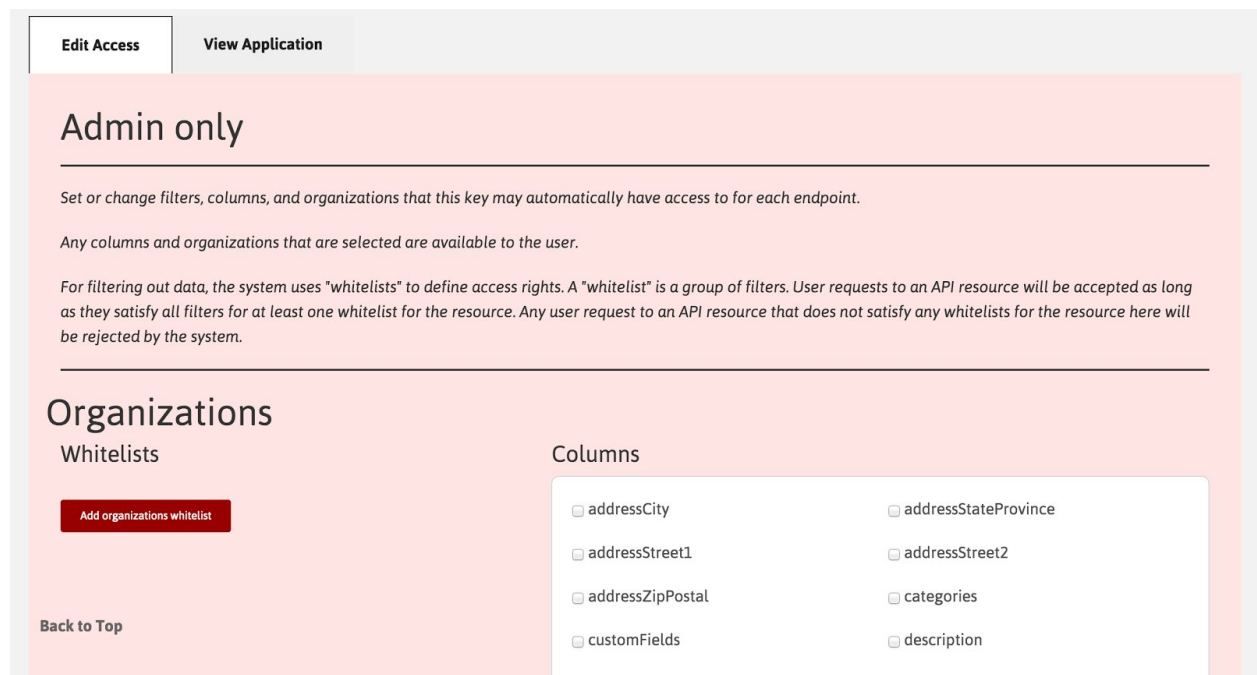 Edit Access
View Application
Admin only
Set or change filters, columns, and organizations that this key may automatically have access to for each endpoint.
Any columns and organizations that are selected are available to the user.
For filtering out data, the system uses "whitelists" to define access rights. A "whitelist" is a group of filters. User requests to an API resource will be accepted as long
as they satisfy all filters for at least one whitelist for the resource. Any user request to an API resource that does not satisfy any whitelists for the resource here will
be rejected by the system.
Organizations
Whitelists
Add organizations whitelist
Columns
addressCity
addressStateProvince
addressStreet1
addressStreet2
addressZipPostal
categories
customFields
description
Back to Top